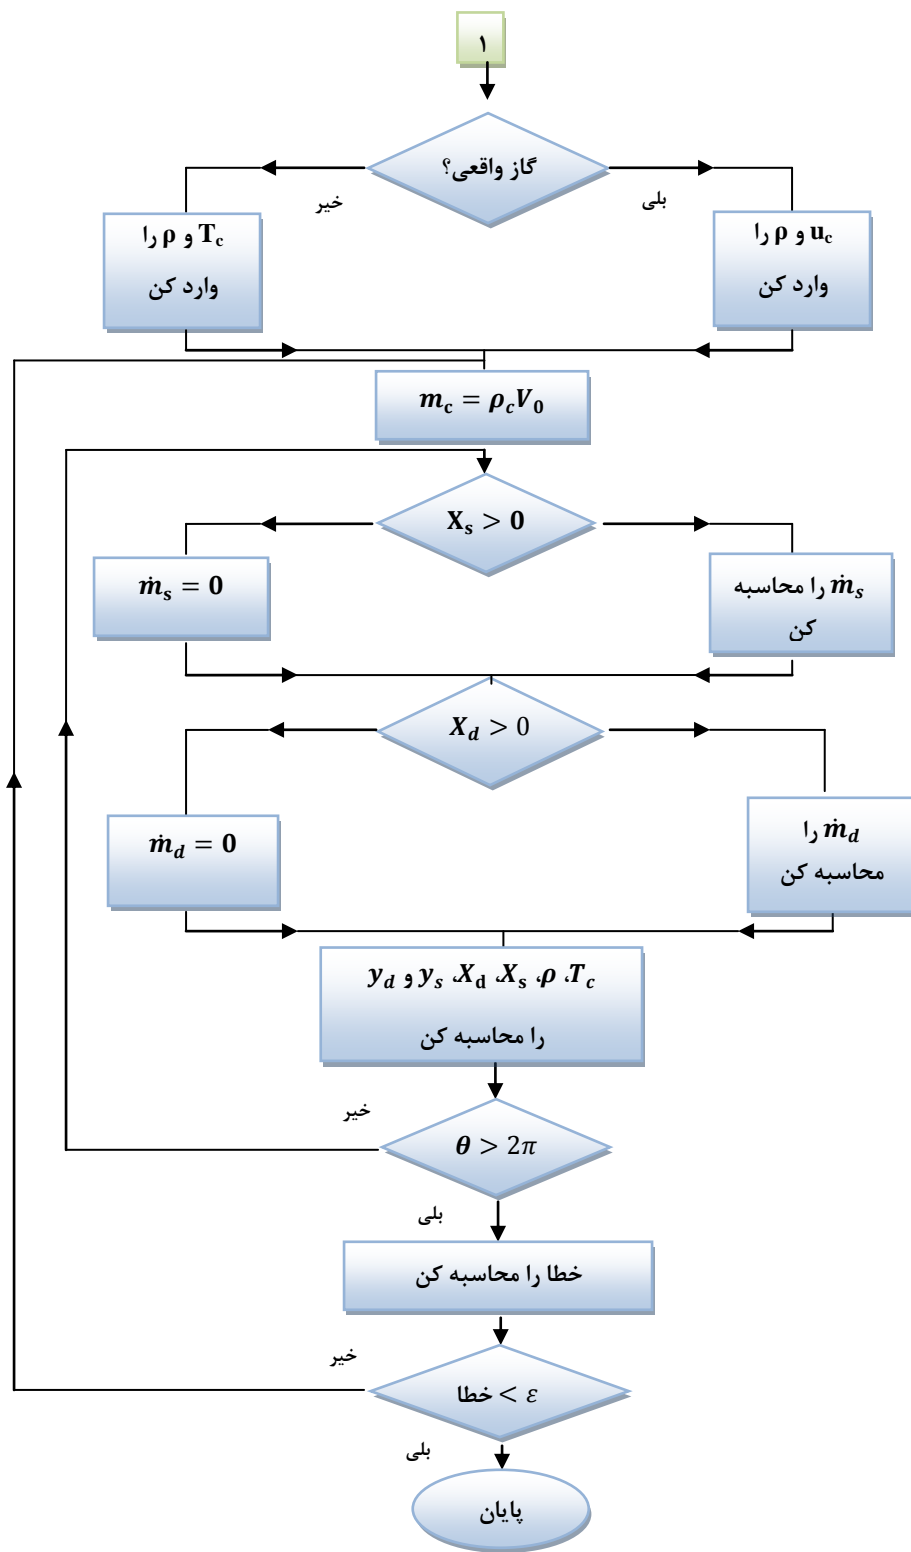 ۱
گاز واقعی؟
بلی
خیر
u_c و ρ را
وارد کن
T_c و ρ را
وارد کن
m_c = ρ_c V_0
X_s > 0
ṁ_s را محاسبه
کن
ṁ_s = 0
X_d > 0
ṁ_d را
محاسبه کن
ṁ_d = 0
T_c، ρ، X_s، X_d، y_s و y_d
را محاسبه کن
خیر
θ > 2π
بلی
خطا را محاسبه کن
خیر
خطا < ε
بلی
پایان